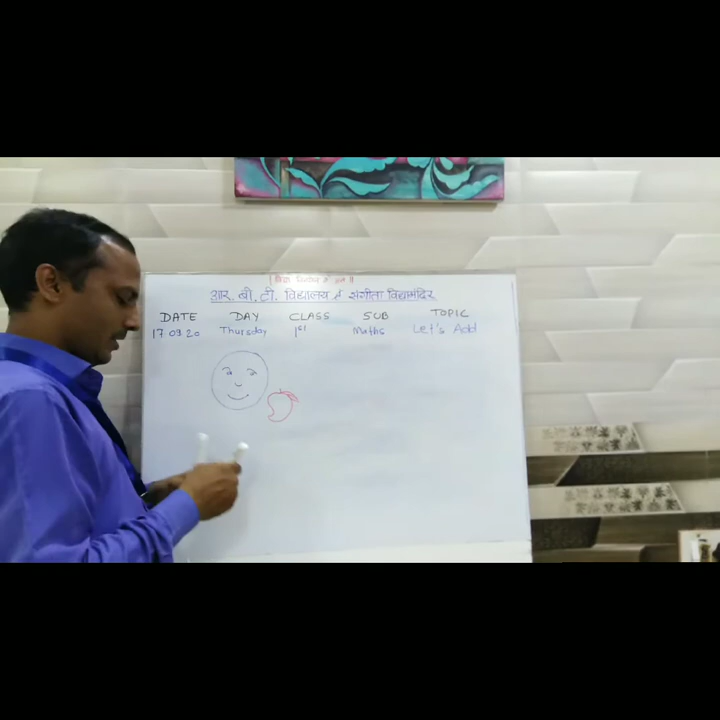 आर. बी. टी. विद्यालय र्ह संगीता विद्यामंदिर
DATE DAY CLASS SUB TOPIC
17.09.20 Thursday 1st Maths Let's Add